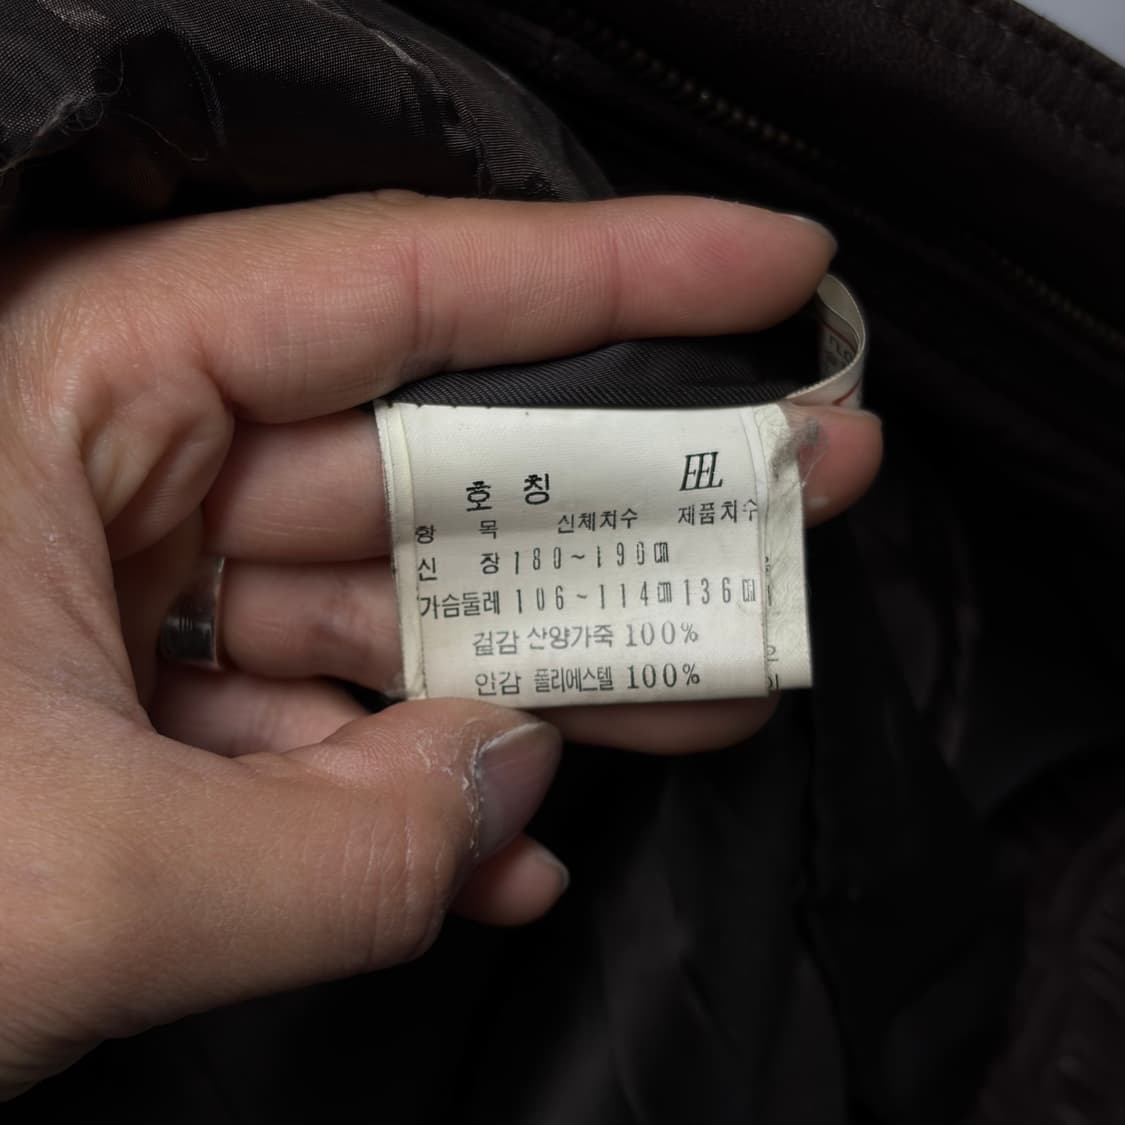 호 칭 EEL
항 목 신체치수 제품치수
신 장 180~190㎝
가슴둘레 106~114㎝ 136㎝
겉감 산양가죽 100%
안감 폴리에스텔 100%